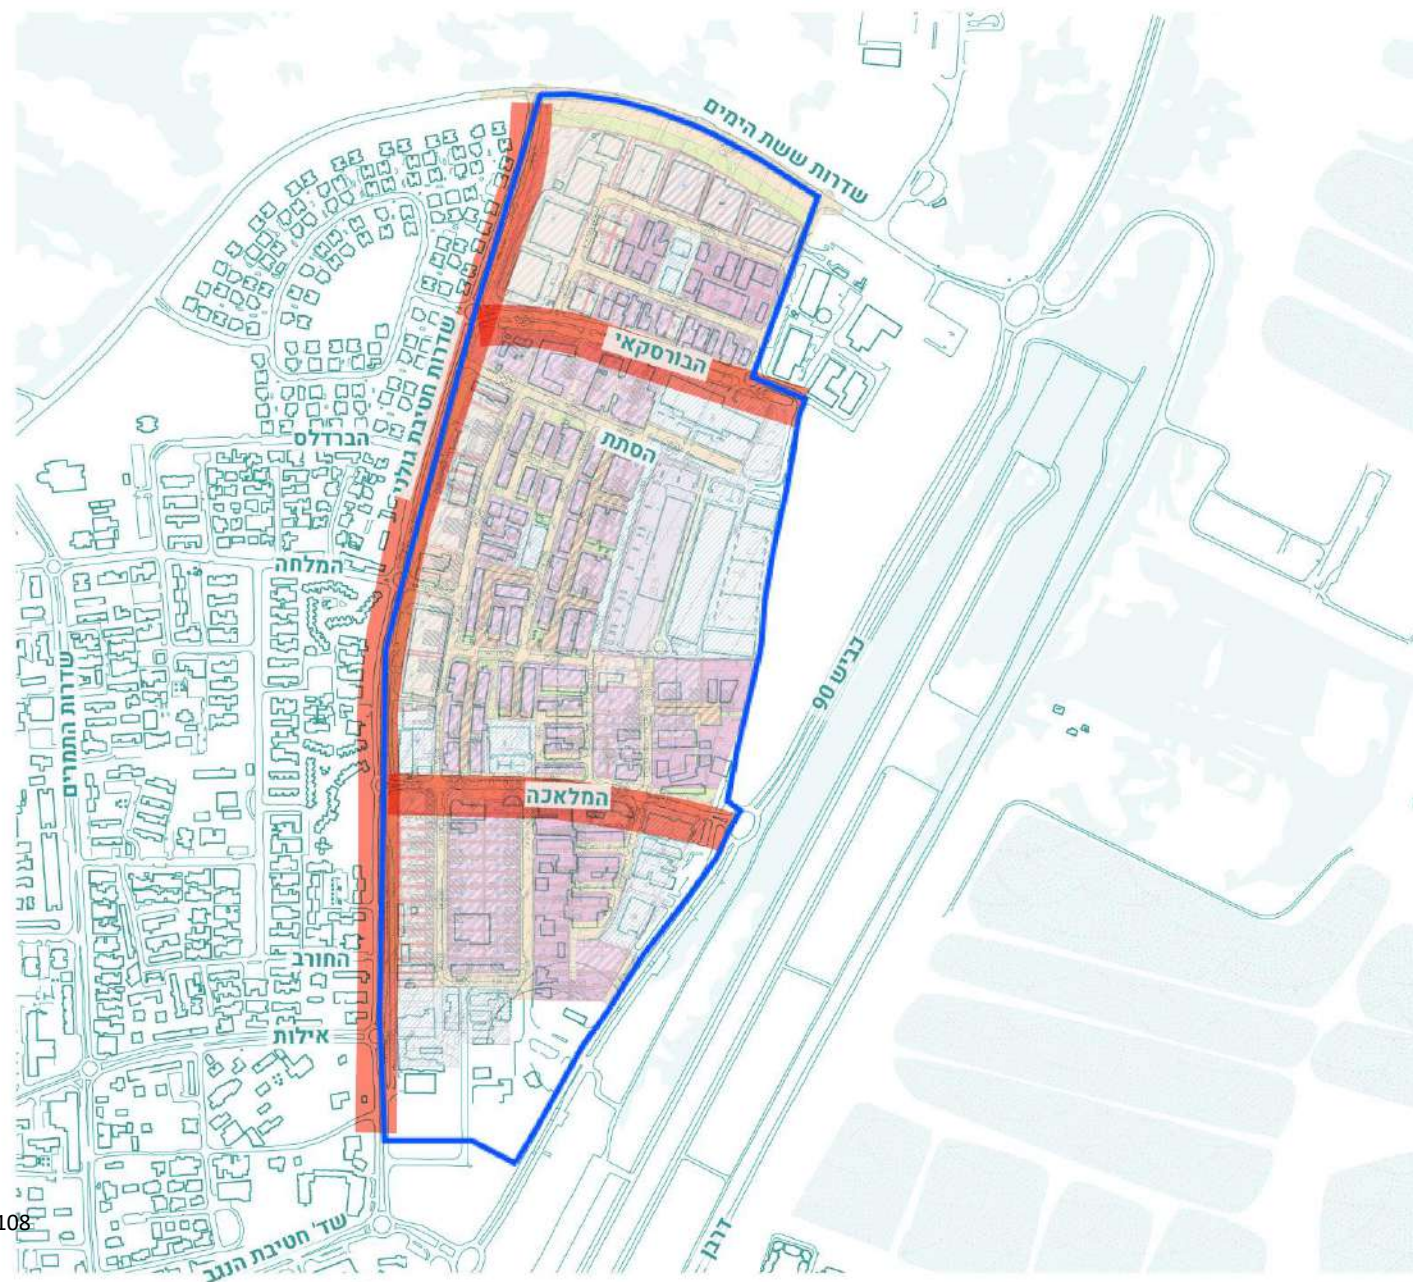 שדרות ששת הימים
שדרות חטיבת גולני
הבורסקאי
הברדלס
הסתת
המלחה
כביש 90
שדרות התמרים
המלאכה
החורב
אילות
108
שד' חטיבת הנגב
דרבן